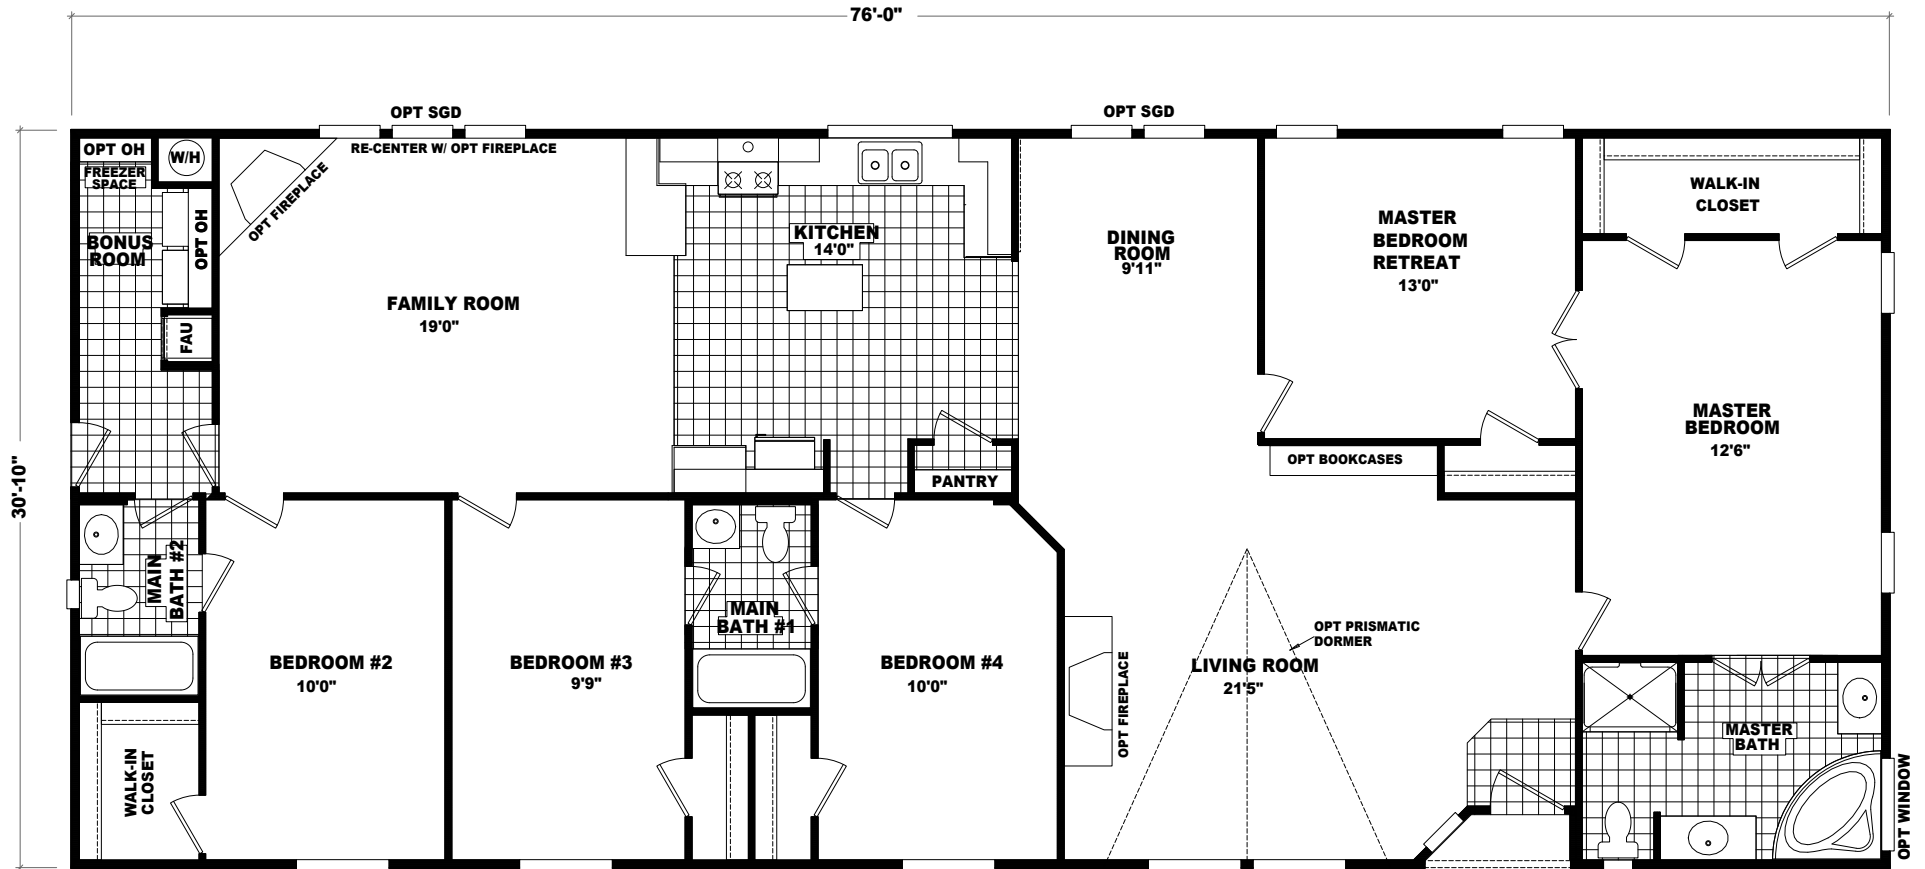 76'-0"
OPT SGD
OPT SGD
RE-CENTER W/ OPT FIREPLACE
OPT OH
W/H
FREEZER
SPACE
OPT FIREPLACE
BONUS
ROOM
OPT OH
FAU
FAMILY ROOM
19'0"
KITCHEN
14'0"
DINING
ROOM
9'11"
MASTER
BEDROOM
RETREAT
13'0"
WALK-IN
CLOSET
MASTER
BEDROOM
12'6"
OPT BOOKCASES
PANTRY
30'-10"
MAIN
BATH #2
MAIN
BATH #1
BEDROOM #2
10'0"
BEDROOM #3
9'9"
BEDROOM #4
10'0"
OPT FIREPLACE
LIVING ROOM
21'5"
OPT PRISMATIC
DORMER
MASTER
BATH
WALK-IN
CLOSET
OPT WINDOW